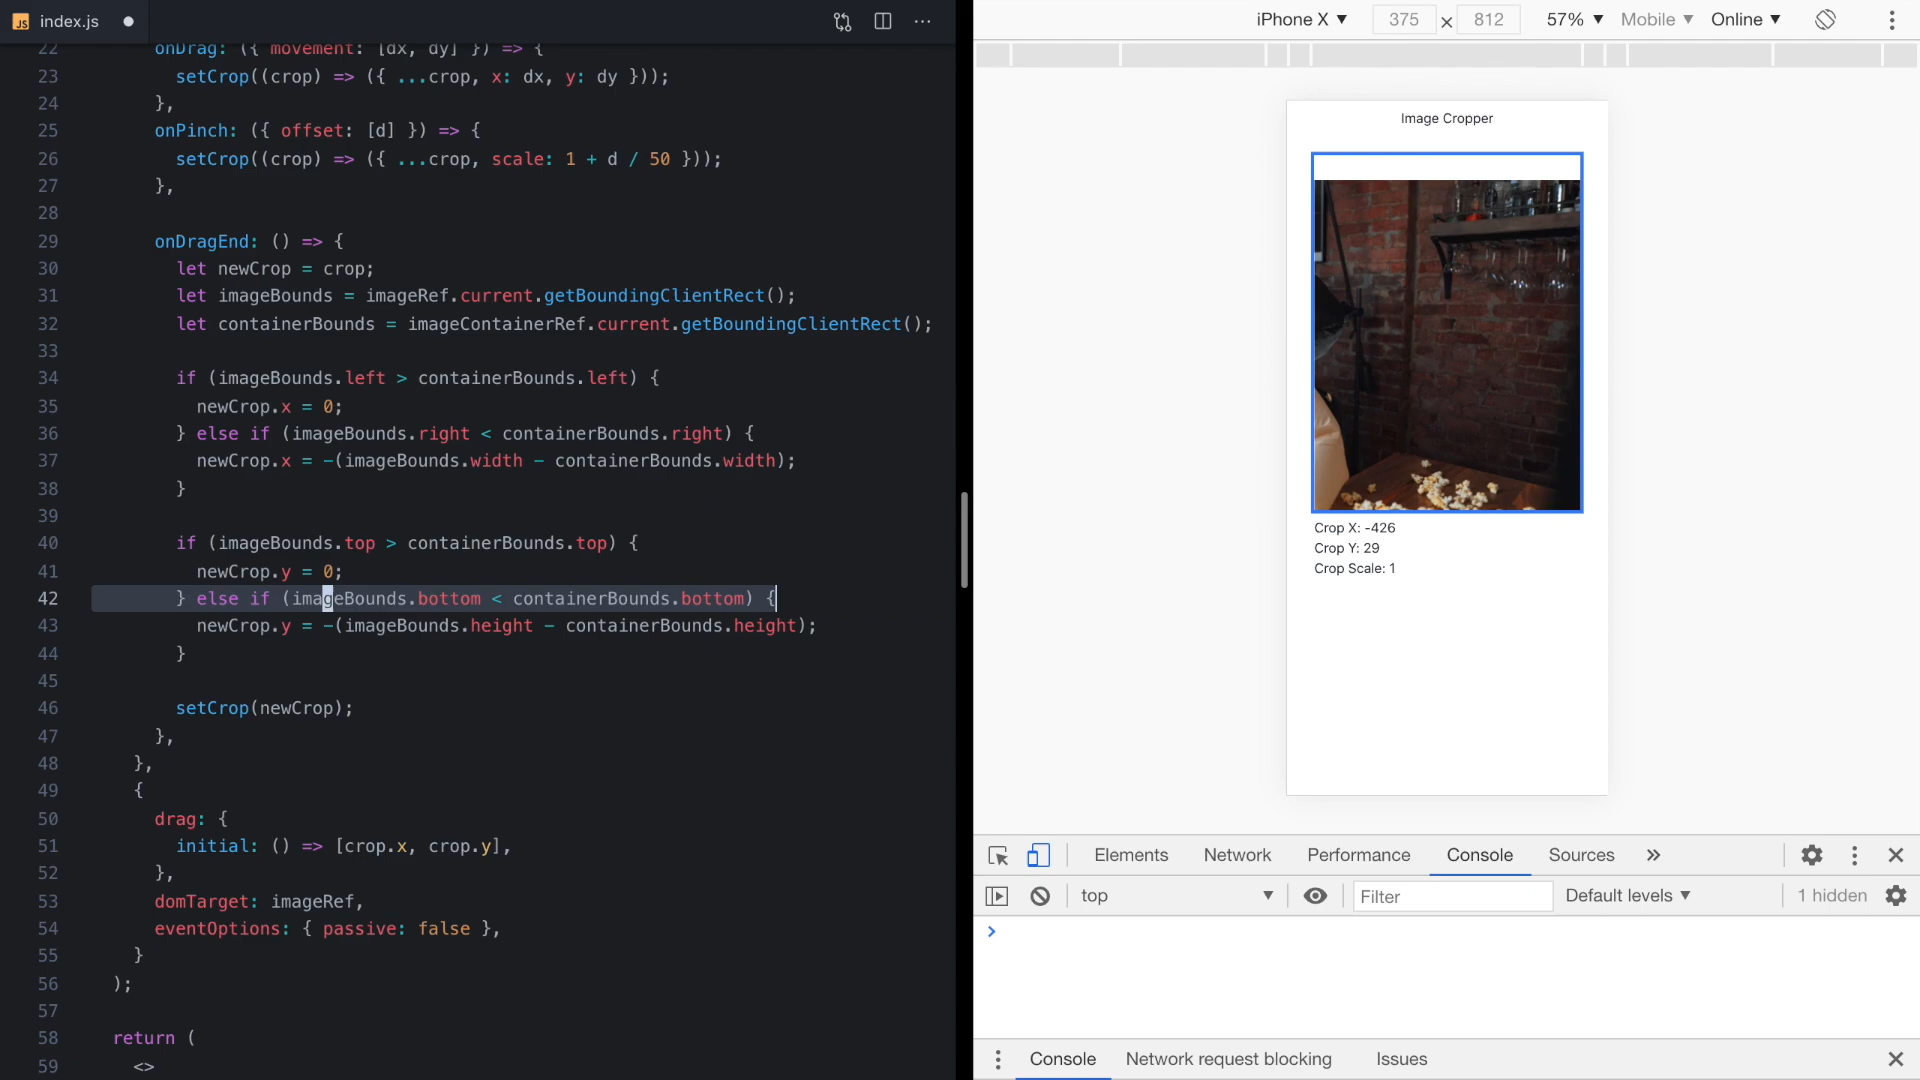 index.js
22 onDrag: ({ movement: [dx, dy] }) => {
23 setCrop((crop) => ({ ...crop, x: dx, y: dy }));
24 },
25 onPinch: ({ offset: [d] }) => {
26 setCrop((crop) => ({ ...crop, scale: 1 + d / 50 }));
27 },
28
29 onDragEnd: () => {
30 let newCrop = crop;
31 let imageBounds = imageRef.current.getBoundingClientRect();
32 let containerBounds = imageContainerRef.current.getBoundingClientRect();
33
34 if (imageBounds.left > containerBounds.left) {
35 newCrop.x = 0;
36 } else if (imageBounds.right < containerBounds.right) {
37 newCrop.x = -(imageBounds.width - containerBounds.width);
38 }
39
40 if (imageBounds.top > containerBounds.top) {
41 newCrop.y = 0;
42 } else if (imageBounds.bottom < containerBounds.bottom) {
43 newCrop.y = -(imageBounds.height - containerBounds.height);
44 }
45
46 setCrop(newCrop);
47 },
48 },
49 {
50 drag: {
51 initial: () => [crop.x, crop.y],
52 },
53 domTarget: imageRef,
54 eventOptions: { passive: false },
55 }
56 );
57
58 return (
59 <>
iPhone X 375 × 812 57% Mobile Online
Image Cropper
Crop X: -426
Crop Y: 29
Crop Scale: 1
Elements Network Performance Console Sources »
top Filter Default levels 1 hidden
Console Network request blocking Issues